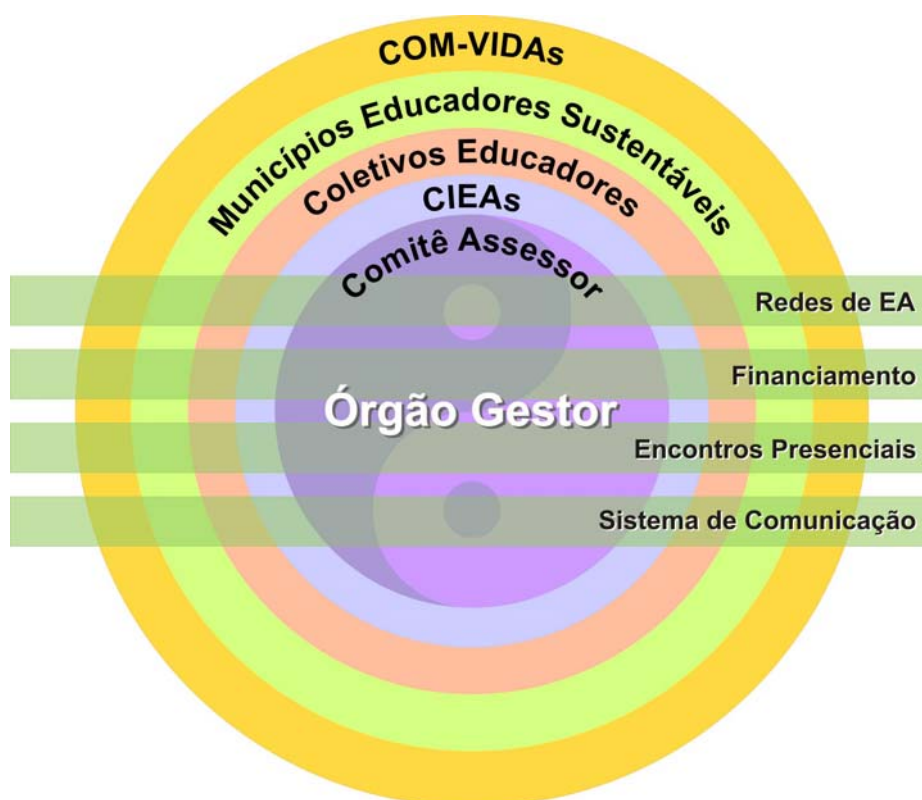 COM-VIDAs
Municípios Educadores Sustentáveis
Coletivos Educadores
CIEAs
Comitê Assessor
Redes de EA
Financiamento
Órgão Gestor
Encontros Presenciais
Sistema de Comunicação